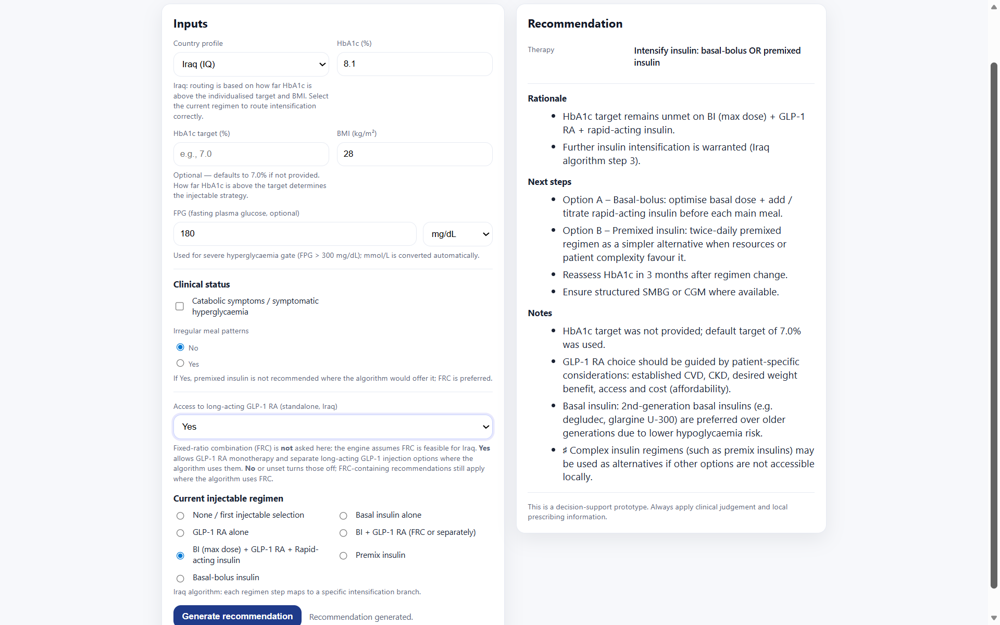 Inputs
Country profile
HbA1c (%)
Iraq (IQ)
8.1
Iraq: routing is based on how far HbA1c is
above the individualised target and BMI. Select
the current regimen to route intensification
correctly.
HbA1c target (%)
BMI (kg/m²)
e.g., 7.0
28
Optional — defaults to 7.0% if not provided.
How far HbA1c is above the target determines
the injectable strategy.
FPG (fasting plasma glucose, optional)
180
mg/dL
Used for severe hyperglycaemia gate (FPG > 300 mg/dL); mmol/L is converted automatically.
Clinical status
Catabolic symptoms / symptomatic
hyperglycaemia
Irregular meal patterns
No
Yes
If Yes, premixed insulin is not recommended where the algorithm would offer it; FRC is preferred.
Access to long-acting GLP-1 RA (standalone, Iraq)
Yes
Fixed-ratio combination (FRC) is not asked here; the engine assumes FRC is feasible for Iraq. Yes
allows GLP-1 RA monotherapy and separate long-acting GLP-1 injection options where the
algorithm uses them. No or unset turns those off; FRC-containing recommendations still apply
where the algorithm uses FRC.
Current injectable regimen
None / first injectable selection
Basal insulin alone
GLP-1 RA alone
BI + GLP-1 RA (FRC or separately)
BI (max dose) + GLP-1 RA + Rapid-
acting insulin
Premix insulin
Basal-bolus insulin
Iraq algorithm: each regimen step maps to a specific intensification branch.
Generate recommendation
Recommendation generated.
Recommendation
Therapy
Intensify insulin: basal-bolus OR premixed
insulin
Rationale
• HbA1c target remains unmet on BI (max dose) + GLP-1
RA + rapid-acting insulin.
• Further insulin intensification is warranted (Iraq
algorithm step 3).
Next steps
• Option A – Basal-bolus: optimise basal dose + add /
titrate rapid-acting insulin before each main meal.
• Option B – Premixed insulin: twice-daily premixed
regimen as a simpler alternative when resources or
patient complexity favour it.
• Reassess HbA1c in 3 months after regimen change.
• Ensure structured SMBG or CGM where available.
Notes
• HbA1c target was not provided; default target of 7.0%
was used.
• GLP-1 RA choice should be guided by patient-specific
considerations: established CVD, CKD, desired weight
benefit, access and cost (affordability).
• Basal insulin: 2nd-generation basal insulins (e.g.
degludec, glargine U-300) are preferred over older
generations due to lower hypoglycaemia risk.
• ♯ Complex insulin regimens (such as premix insulins) may
be used as alternatives if other options are not accessible
locally.
This is a decision-support prototype. Always apply clinical judgement and local
prescribing information.